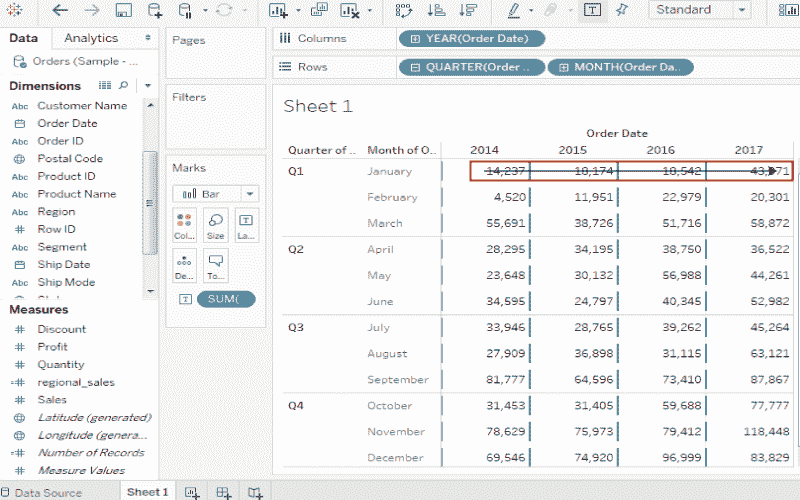 Standard
Data
Analytics
Pages
Columns
YEAR(Order Date)
Orders (Sample - ...
Rows
QUARTER(Order ..
MONTH(Order Da..
Dimensions
Filters
Sheet 1
Abc Customer Name
Order Date
Abc Order ID
Postal Code
Abc Product ID
Abc Product Name
Abc Region
Row ID
Abc Segment
Ship Date
Abc Ship Mode
Marks
Bar
Col...
Size
La...
De...
To...
SUM(
Measures
Discount
Profit
Quantity
regional_sales
Sales
Latitude (generated)
Longitude (genera...
Number of Records
Measure Values
Order Date
Quarter of .. Month of O.. 2014 2015 2016 2017
Q1 January 14,237 18,174 18,542
February 4,520 11,951 22,979 20,301
March 55,691 38,726 51,716 58,872
Q2 April 28,295 34,195 38,750 36,522
May 23,648 30,132 56,988 44,261
June 34,595 24,797 40,345 52,982
Q3 July 33,946 28,765 39,262 45,264
August 27,909 36,898 31,115 63,121
September 81,777 64,596 73,410 87,867
Q4 October 31,453 31,405 59,688 77,777
November 78,629 75,973 79,412 118,448
December 69,546 74,920 96,999 83,829
Data Source
Sheet 1